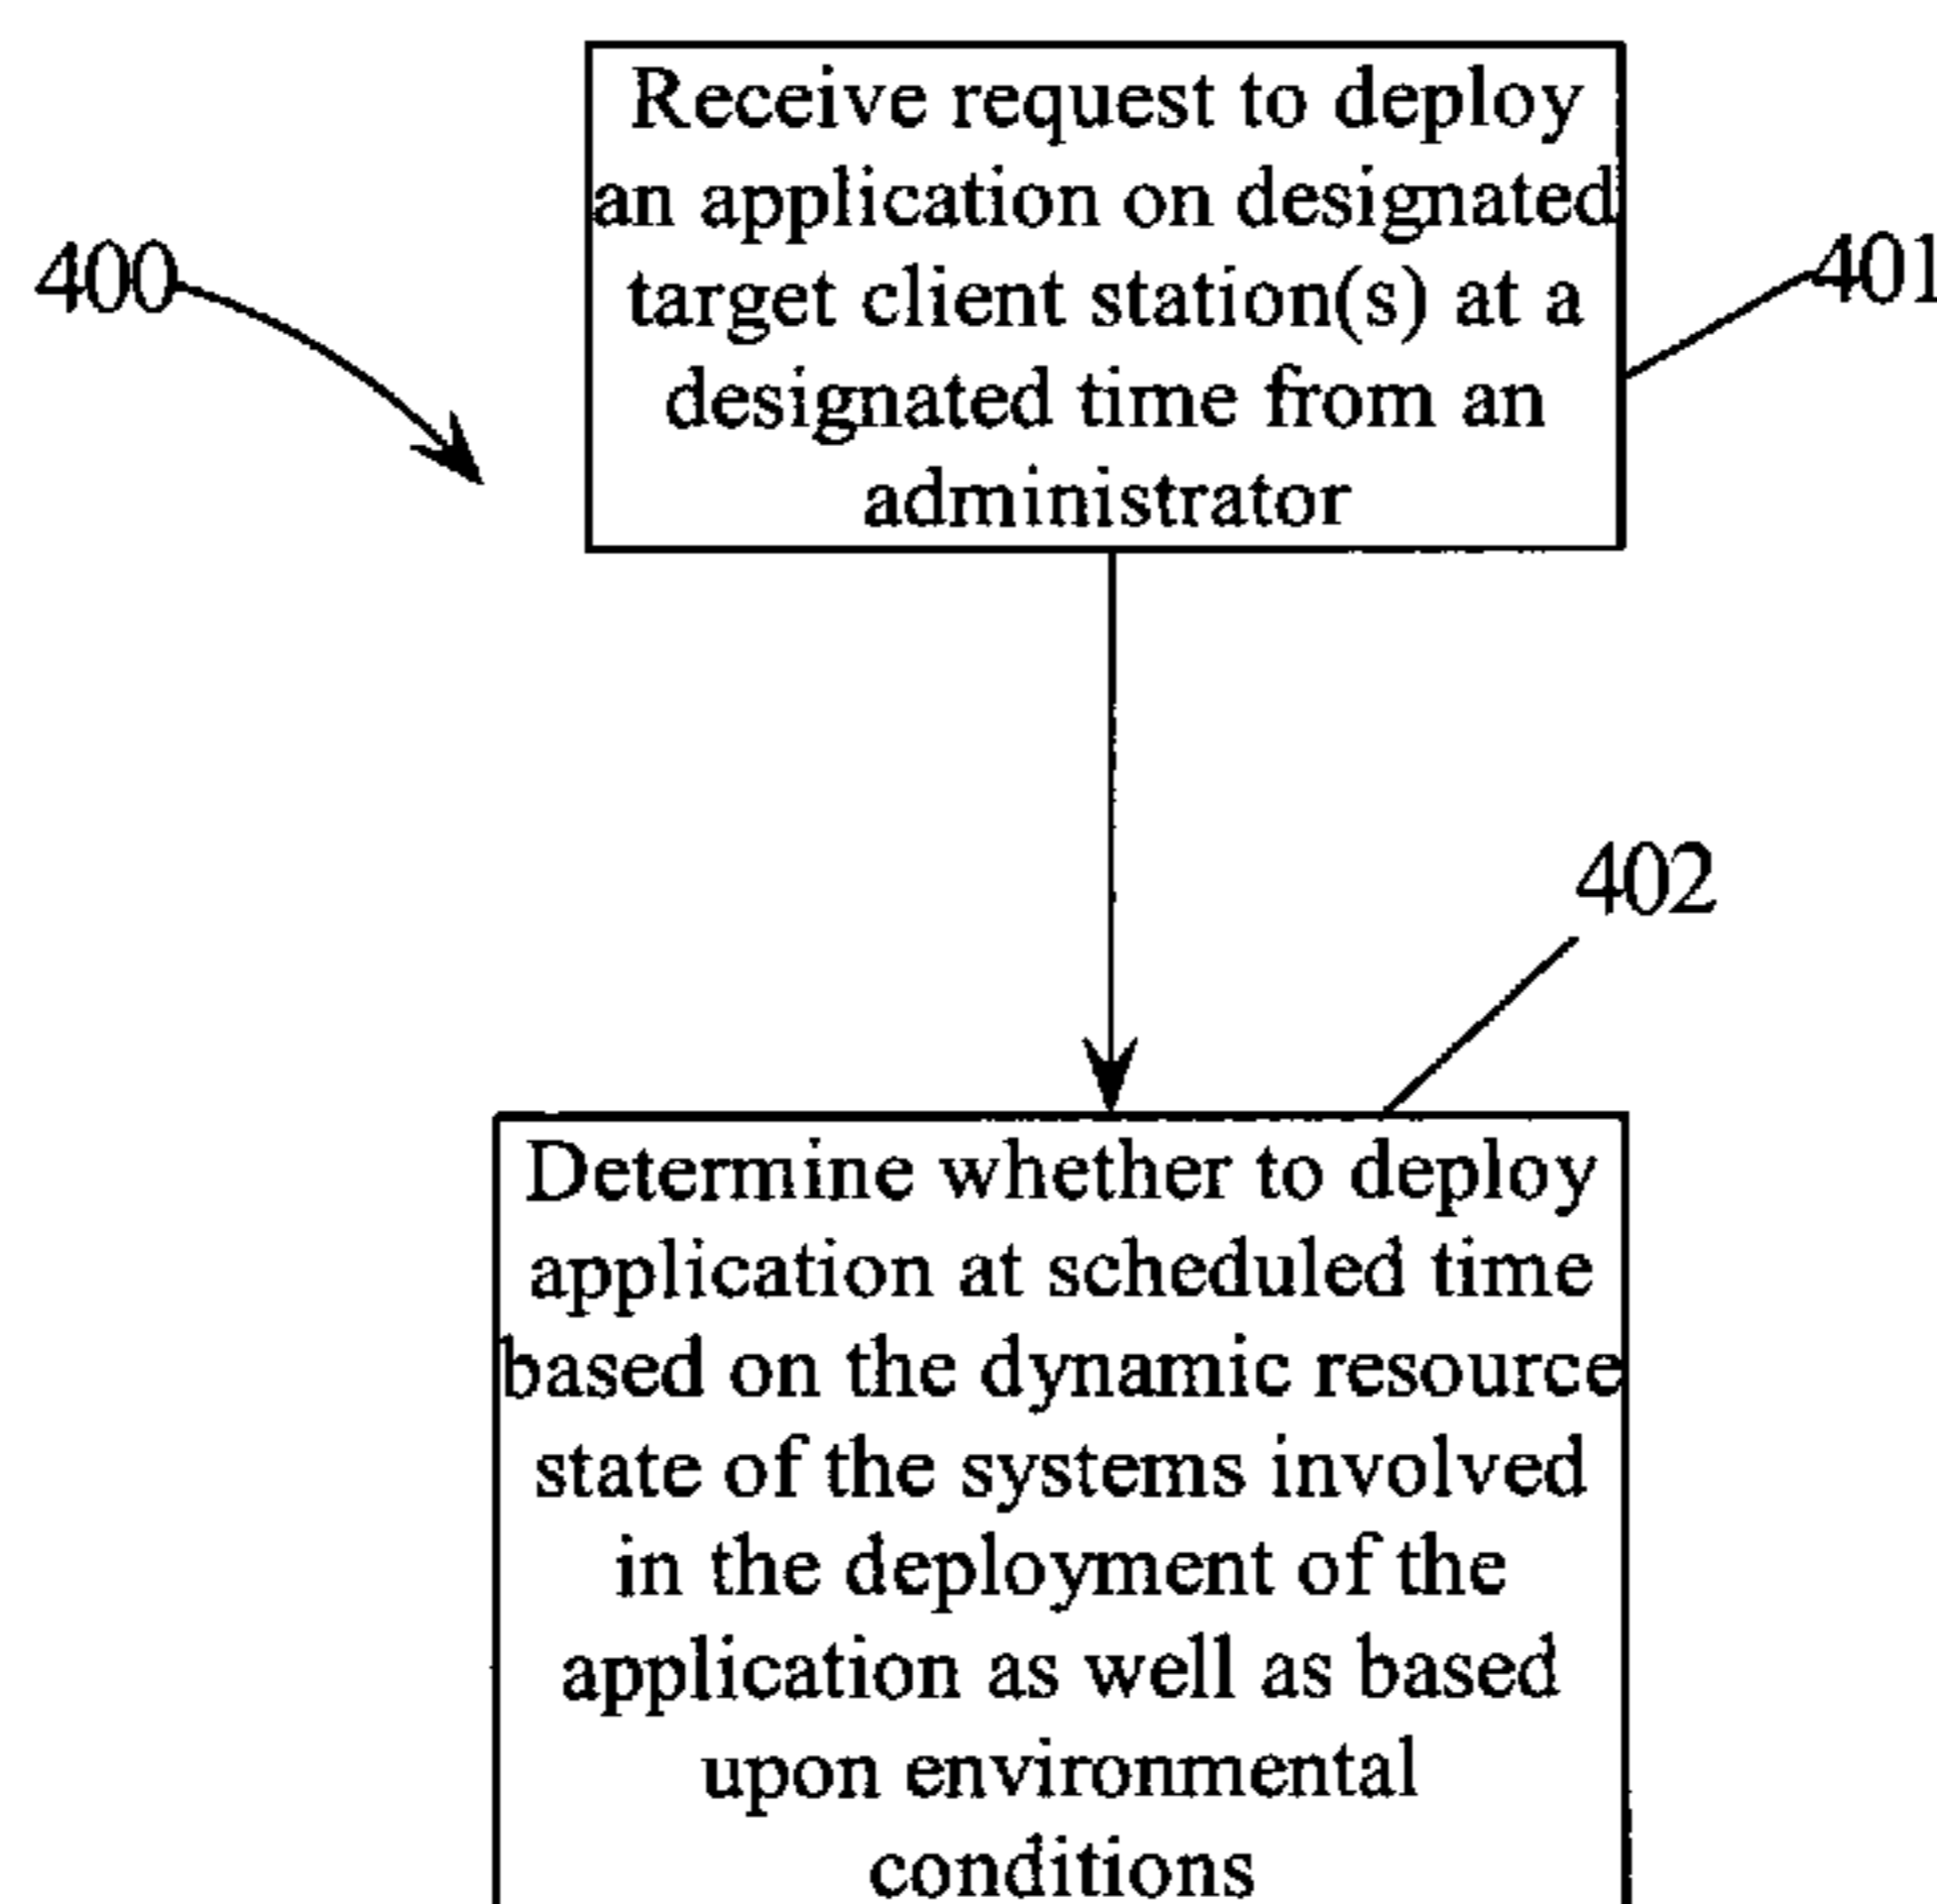 Receive request to deploy
an application on designated
target client station(s) at a
designated time from an
administrator
400
401
402
Determine whether to deploy
application at scheduled time
based on the dynamic resource
state of the systems involved
in the deployment of the
application as well as based
upon environmental
conditions